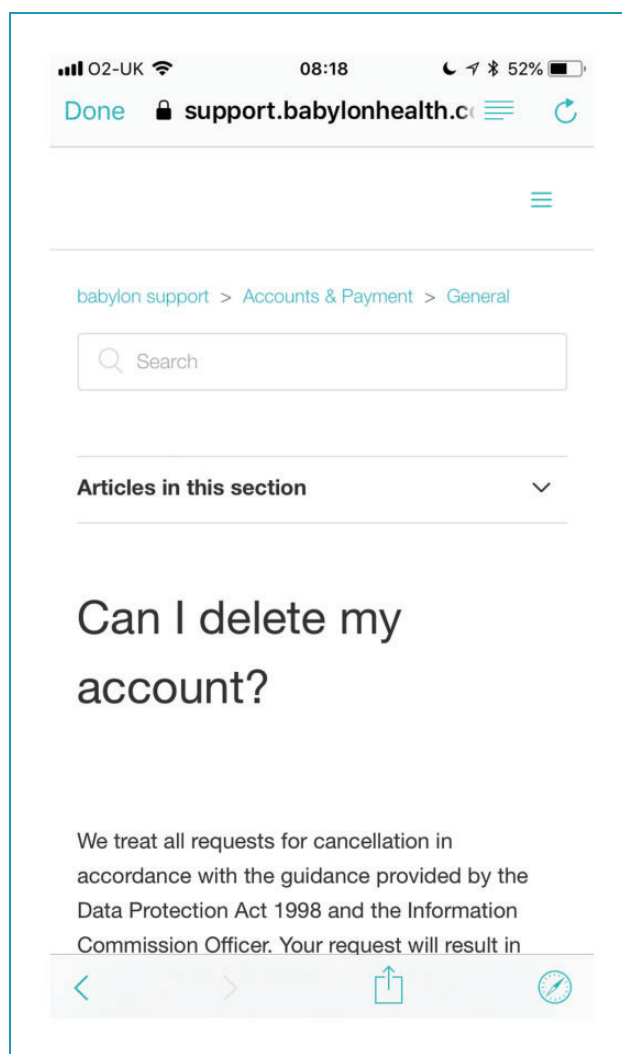 O2-UK 08:18 52%
Done support.babylonhealth.c
babylon support > Accounts & Payment > General
Search
Articles in this section
Can I delete my
account?
We treat all requests for cancellation in
accordance with the guidance provided by the
Data Protection Act 1998 and the Information
Commission Officer. Your request will result in